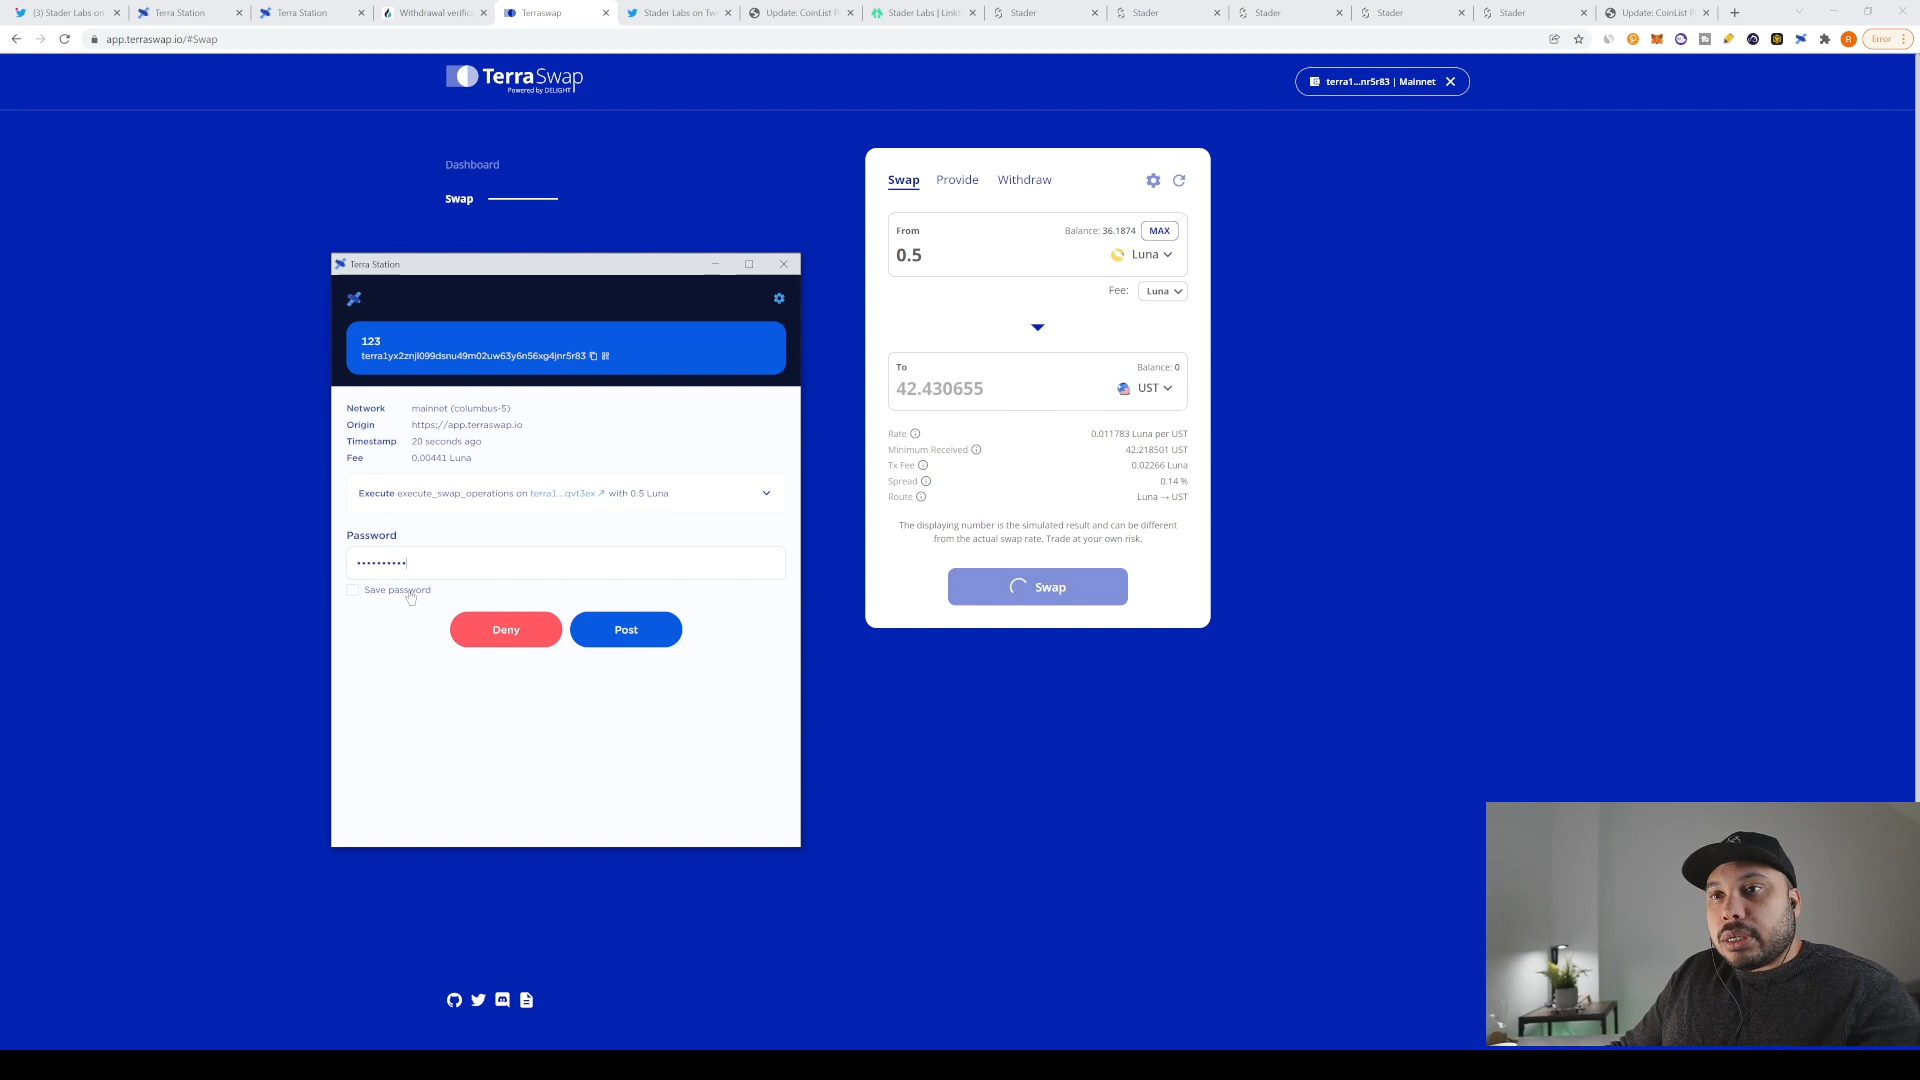 (3) Stader Labs on
Terra Station
Terra Station
Withdrawal verific
Terraswap
Stader Labs on Tw
Update: CoinList P
Stader Labs | Linkt
Stader
Stader
Stader
Stader
Stader
Update: CoinList P
app.terraswap.io/#Swap
Error
TerraSwap
Powered by DELIGHT
terra1...nr5r83 | Mainnet
Dashboard
Swap
Swap Provide Withdraw
From Balance: 36.1874 MAX
0.5 Luna
Fee: Luna
To Balance: 0
42.430655 UST
Rate 0.011783 Luna per UST
Minimum Received 42.218501 UST
Tx Fee 0.02266 Luna
Spread 0.14 %
Route Luna → UST
The displaying number is the simulated result and can be different
from the actual swap rate. Trade at your own risk.
Swap
Terra Station
123
terra1yx2znjl099dsnu49m02uw63y6n56xg4jnr5r83
Network mainnet (columbus-5)
Origin https://app.terraswap.io
Timestamp 20 seconds ago
Fee 0.00441 Luna
Execute execute_swap_operations on terra1...qvt3ex ↗ with 0.5 Luna
Password
••••••••••
Save password
Deny Post